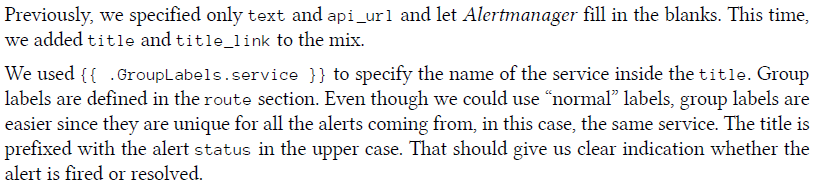 Previously, we specified only text and api_url and let Alertmanager fill in the blanks. This time,
we added title and title_link to the mix.
We used {{ .GroupLabels.service }} to specify the name of the service inside the title. Group
labels are defined in the route section. Even though we could use “normal” labels, group labels are
easier since they are unique for all the alerts coming from, in this case, the same service. The title is
prefixed with the alert status in the upper case. That should give us clear indication whether the
alert is fired or resolved.